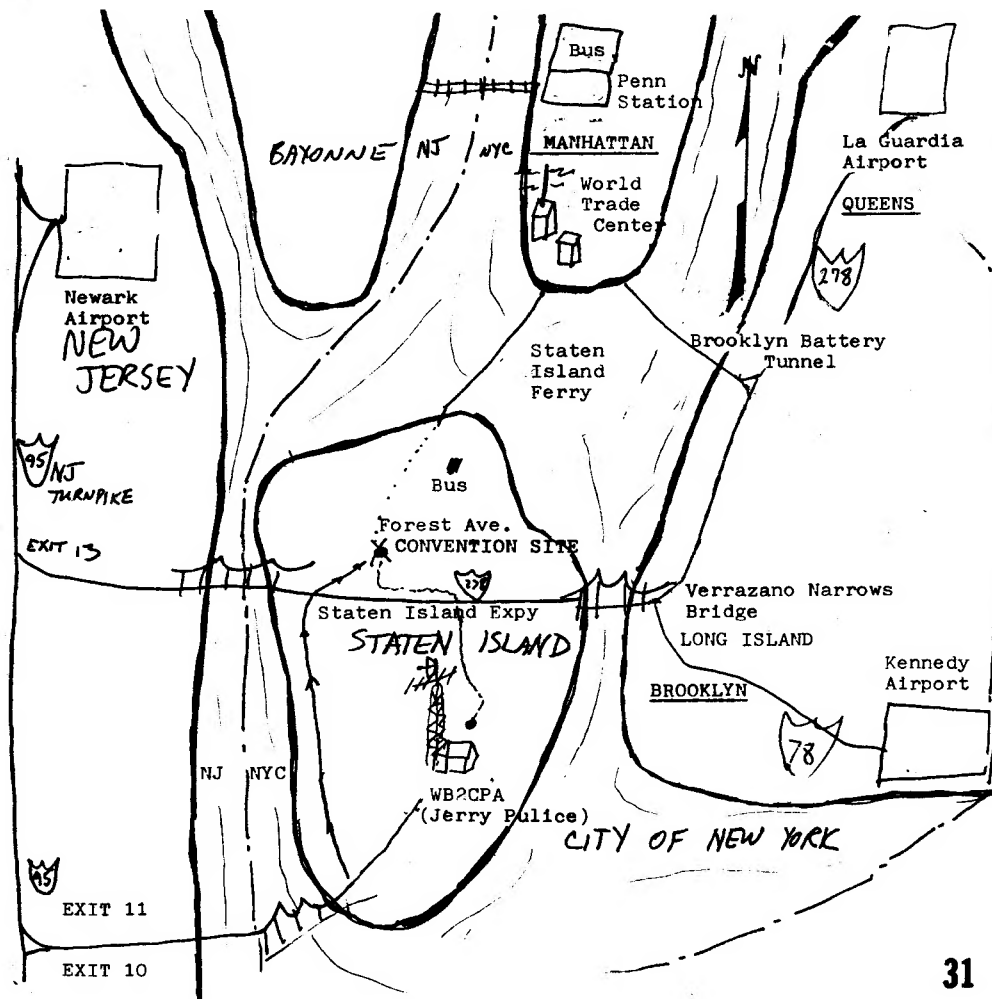 Bus
Penn
Station
La Guardia
Airport
QUEENS
N
BAYONNE
NJ
NYC
MANHATTAN
World
Trade
Center
278
Newark
Airport
NEW
JERSEY
Staten
Island
Ferry
Brooklyn Battery
Tunnel
95
NJ
TURNPIKE
Bus
Forest Ave.
CONVENTION SITE
EXIT 13
278
Staten Island Expy
Verrazano Narrows
Bridge
LONG ISLAND
STATEN ISLAND
Kennedy
Airport
BROOKLYN
78
NJ
NYC
WB2CPA
(Jerry Pulice)
CITY OF NEW YORK
95
EXIT 11
EXIT 10
31